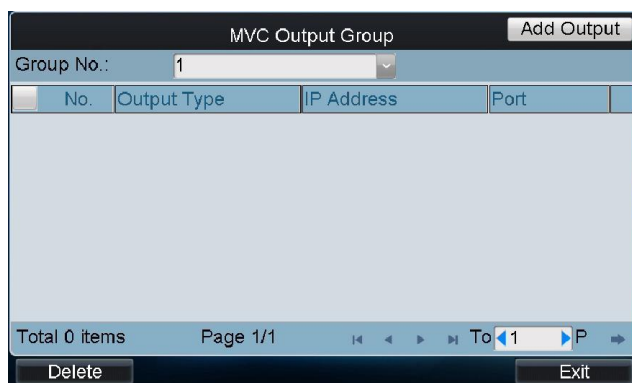 MVC Output Group Add Output
Group No.: 1
No. Output Type IP Address Port
Total 0 items Page 1/1 To 1 P
Delete Exit